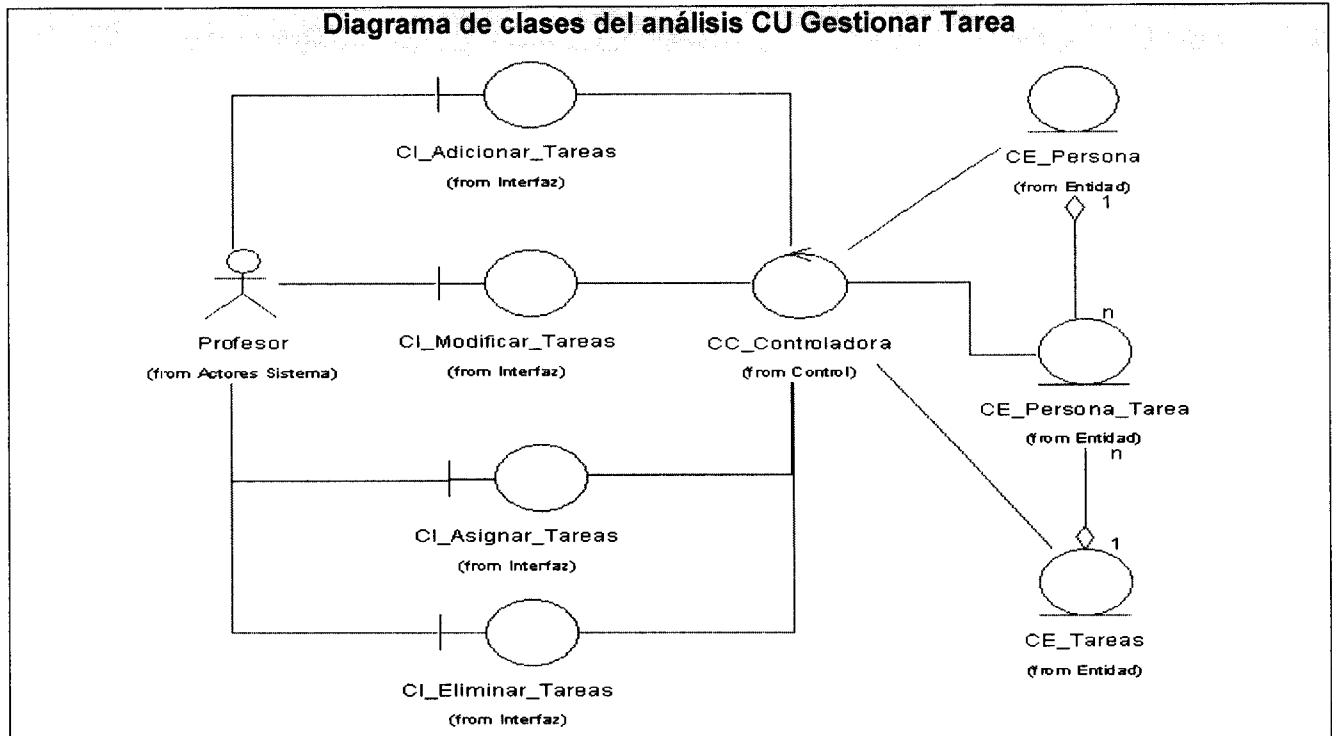 Diagrama de clases del análisis CU Gestionar Tarea
CI_Adicionar_Tareas
(from Interfaz)
CE_Persona
(from Entidad)
1
Profesor
(from Actores Sistema)
CI_Modificar_Tareas
(from Interfaz)
CC_Controladora
(from Control)
n
CE_Persona_Tarea
(from Entidad)
n
CI_Asignar_Tareas
(from Interfaz)
1
CE_Tareas
(from Entidad)
CI_Eliminar_Tareas
(from Interfaz)